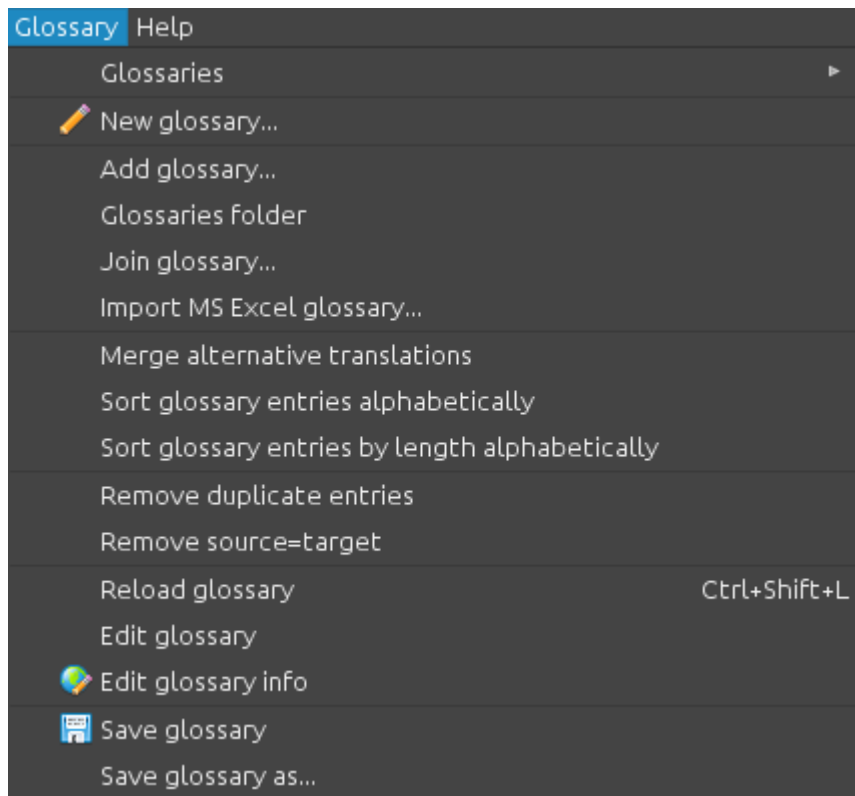 Glossary Help
Glossaries
New glossary...
Add glossary...
Glossaries folder
Join glossary...
Import MS Excel glossary...
Merge alternative translations
Sort glossary entries alphabetically
Sort glossary entries by length alphabetically
Remove duplicate entries
Remove source=target
Reload glossary Ctrl+Shift+L
Edit glossary
Edit glossary info
Save glossary
Save glossary as...